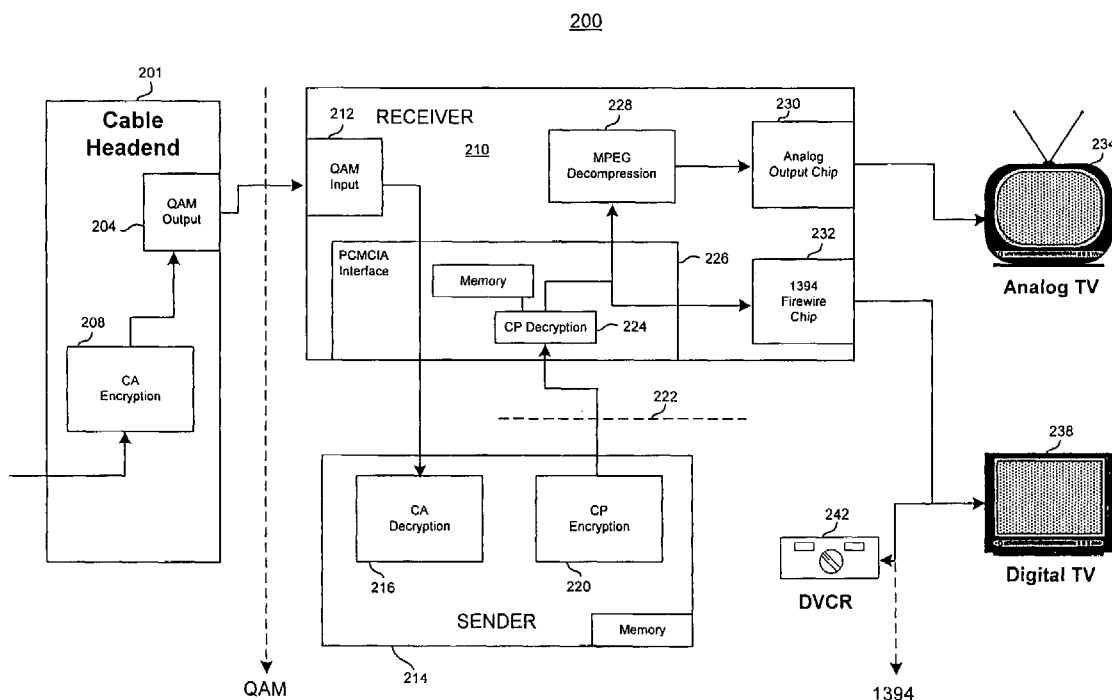 200
201
Cable
Headend
QAM
Output
204
208
CA
Encryption
QAM
212
RECEIVER
210
QAM
Input
228
MPEG
Decompression
230
Analog
Output Chip
PCMCIA
Interface
Memory
CP Decryption
224
226
232
1394
Firewire
Chip
222
CA
Decryption
216
CP
Encryption
220
SENDER
Memory
214
234
Analog TV
238
Digital TV
242
DVCR
1394